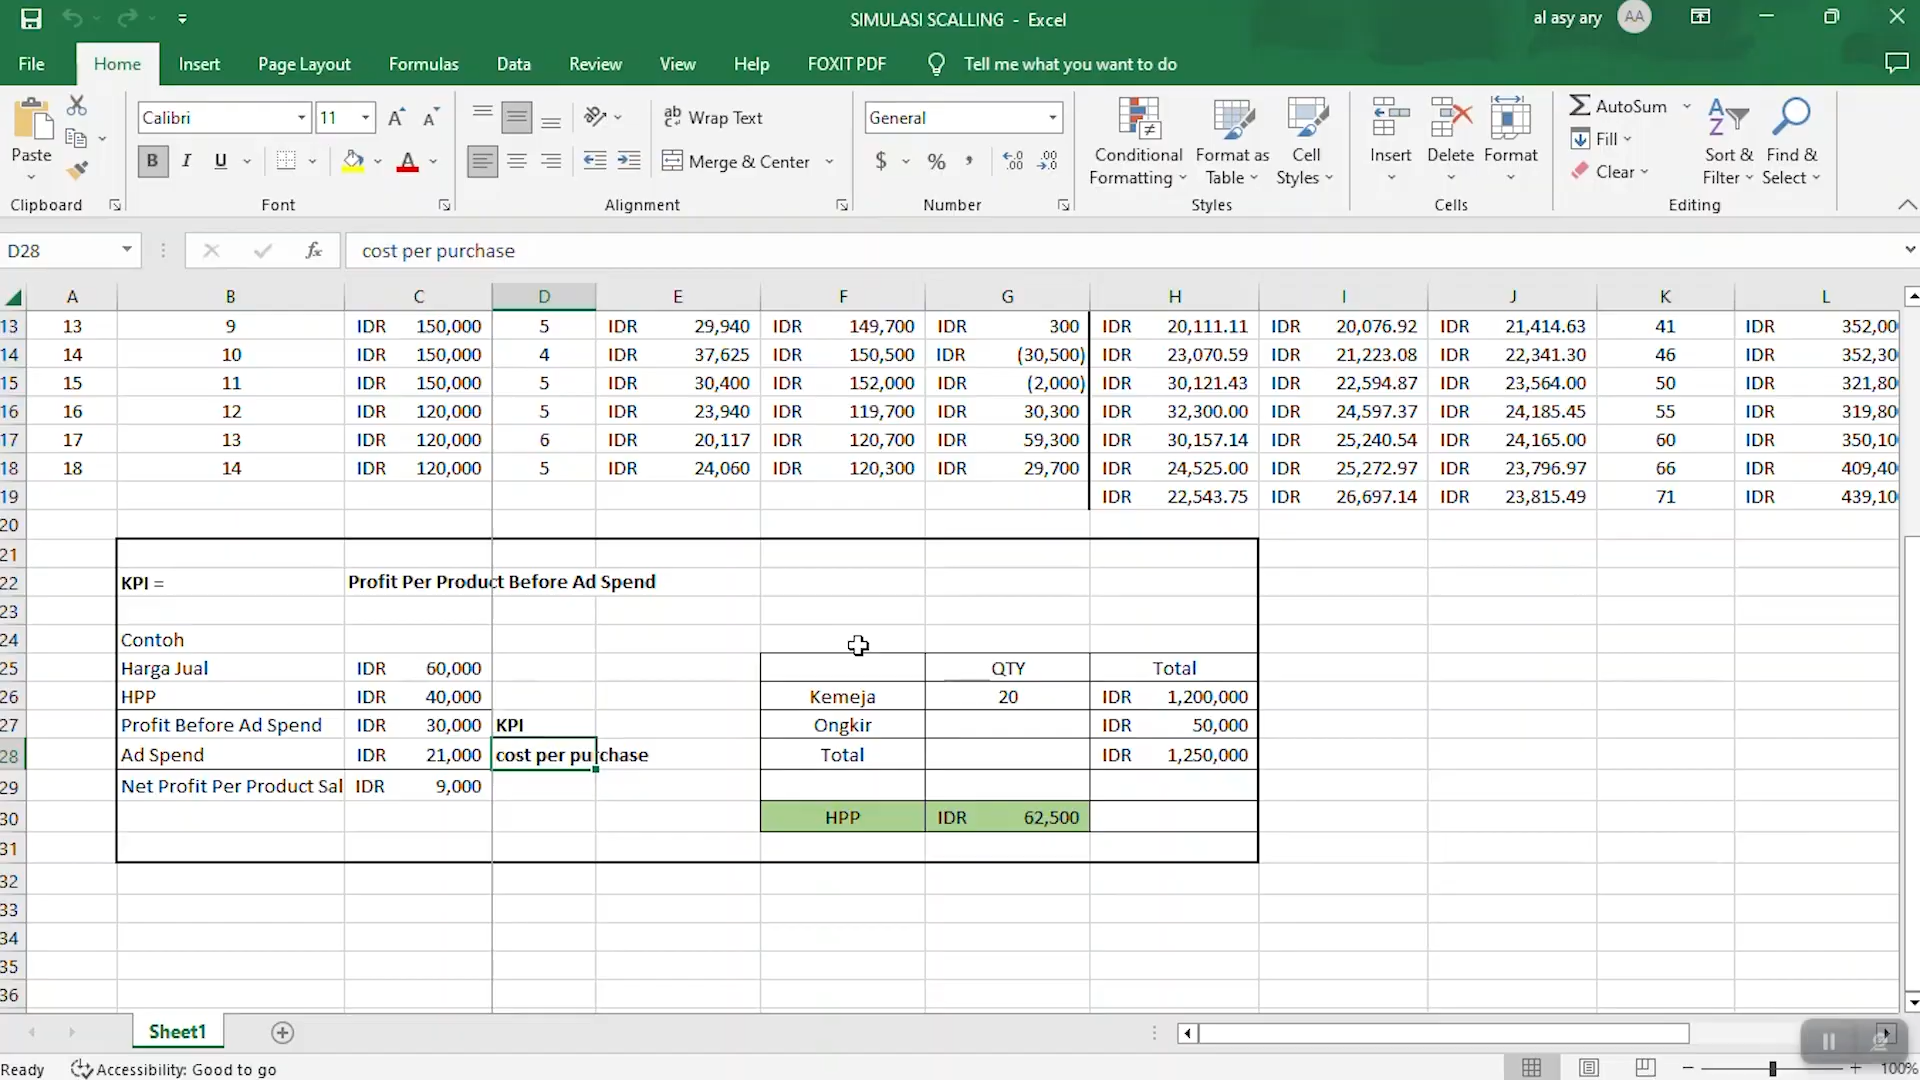 SIMULASI SCALLING - Excel
al asy ary AA
File Home Insert Page Layout Formulas Data Review View Help FOXIT PDF Tell me what you want to do
Calibri 11 Wrap Text General AutoSum
Fill
Paste B I U Merge & Center $ % Conditional Formatting Format as Table Cell Styles Insert Delete Format Clear Sort & Filter Find & Select
Clipboard Font Alignment Number Styles Cells Editing
D28 fx cost per purchase
A B C D E F G H I J K L
13 13 9 IDR 150,000 5 IDR 29,940 IDR 149,700 IDR 300 IDR 20,111.11 IDR 20,076.92 IDR 21,414.63 41 IDR 352,00
14 14 10 IDR 150,000 4 IDR 37,625 IDR 150,500 IDR (30,500) IDR 23,070.59 IDR 21,223.08 IDR 22,341.30 46 IDR 352,30
15 15 11 IDR 150,000 5 IDR 30,400 IDR 152,000 IDR (2,000) IDR 30,121.43 IDR 22,594.87 IDR 23,564.00 50 IDR 321,80
16 16 12 IDR 120,000 5 IDR 23,940 IDR 119,700 IDR 30,300 IDR 32,300.00 IDR 24,597.37 IDR 24,185.45 55 IDR 319,80
17 17 13 IDR 120,000 6 IDR 20,117 IDR 120,700 IDR 59,300 IDR 30,157.14 IDR 25,240.54 IDR 24,165.00 60 IDR 350,10
18 18 14 IDR 120,000 5 IDR 24,060 IDR 120,300 IDR 29,700 IDR 24,525.00 IDR 25,272.97 IDR 23,796.97 66 IDR 409,40
19 IDR 22,543.75 IDR 26,697.14 IDR 23,815.49 71 IDR 439,10
20
21
22 KPI = Profit Per Product Before Ad Spend
23
24 Contoh
25 Harga Jual IDR 60,000 QTY Total
26 HPP IDR 40,000 Kemeja 20 IDR 1,200,000
27 Profit Before Ad Spend IDR 30,000 KPI Ongkir IDR 50,000
28 Ad Spend IDR 21,000 cost per purchase Total IDR 1,250,000
29 Net Profit Per Product Sal IDR 9,000
30 HPP IDR 62,500
31
32
33
34
35
36
Sheet1
Ready Accessibility: Good to go 100%